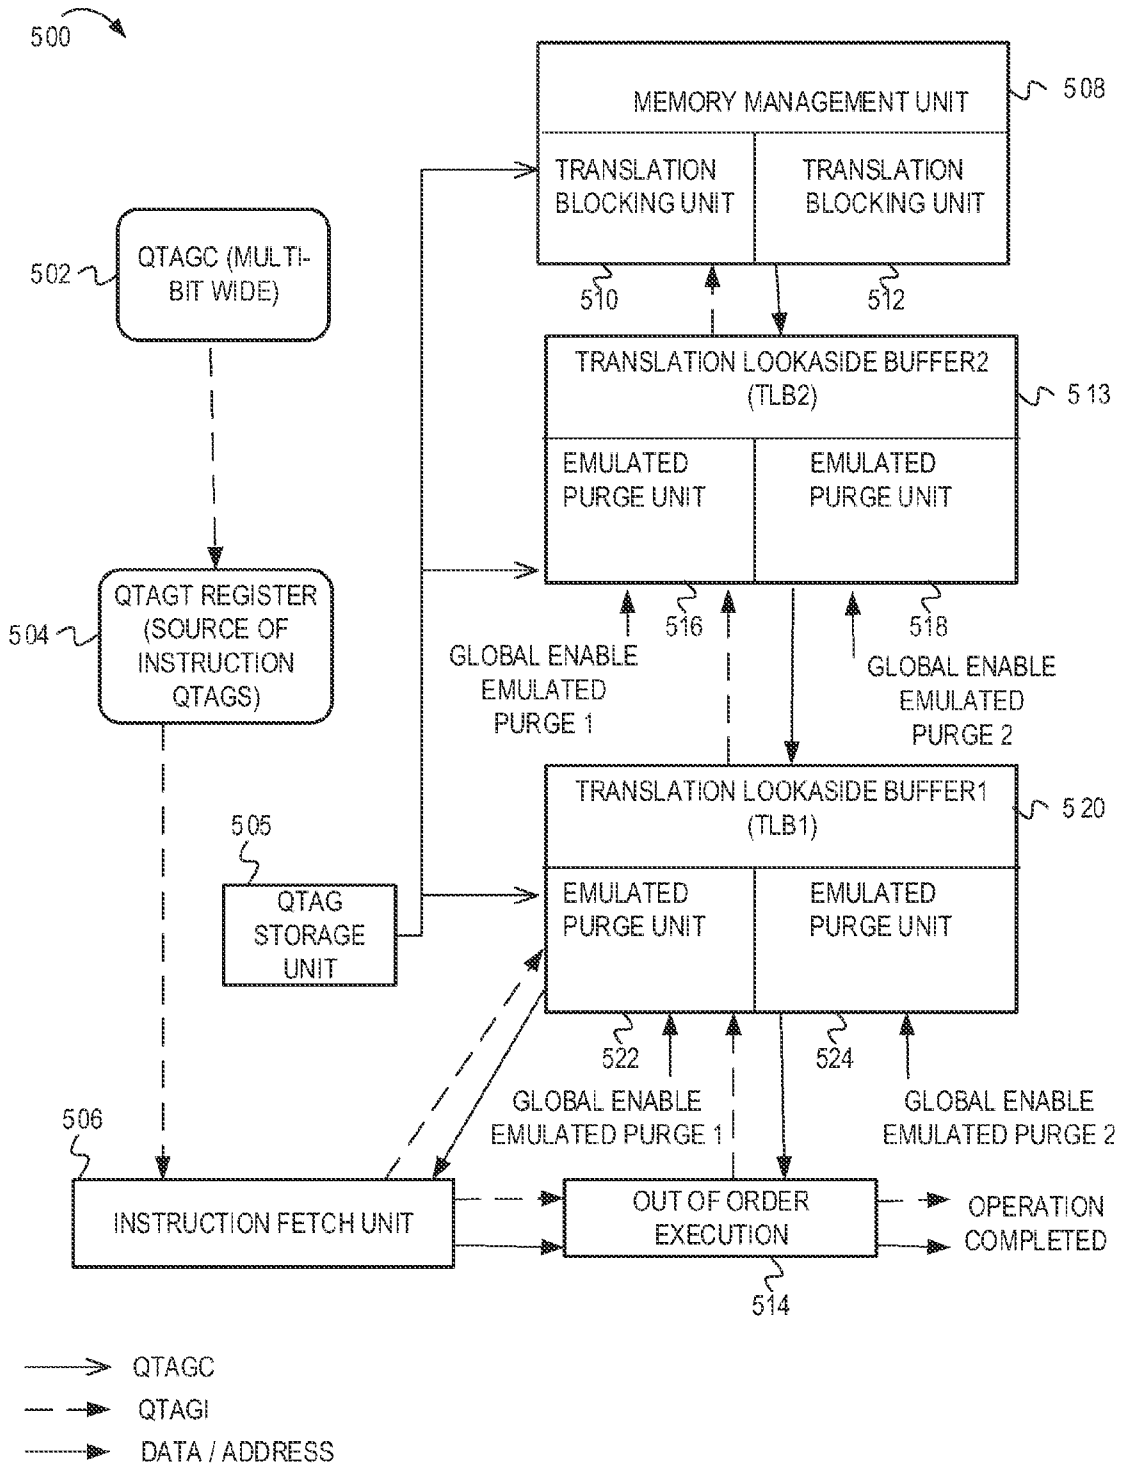 500
508
MEMORY MANAGEMENT UNIT
TRANSLATION
BLOCKING UNIT
TRANSLATION
BLOCKING UNIT
510
512
502
QTAGC (MULTI-
BIT WIDE)
TRANSLATION LOOKASIDE BUFFER2
(TLB2)
513
EMULATED
PURGE UNIT
EMULATED
PURGE UNIT
516
518
504
QTAGT REGISTER
(SOURCE OF
INSTRUCTION
QTAGS)
GLOBAL ENABLE
EMULATED
PURGE 1
GLOBAL ENABLE
EMULATED
PURGE 2
TRANSLATION LOOKASIDE BUFFER1
(TLB1)
520
505
QTAG
STORAGE
UNIT
EMULATED
PURGE UNIT
EMULATED
PURGE UNIT
522
524
GLOBAL ENABLE
EMULATED PURGE 1
GLOBAL ENABLE
EMULATED PURGE 2
506
INSTRUCTION FETCH UNIT
OUT OF ORDER
EXECUTION
514
OPERATION
COMPLETED
QTAGC
QTAGI
DATA / ADDRESS